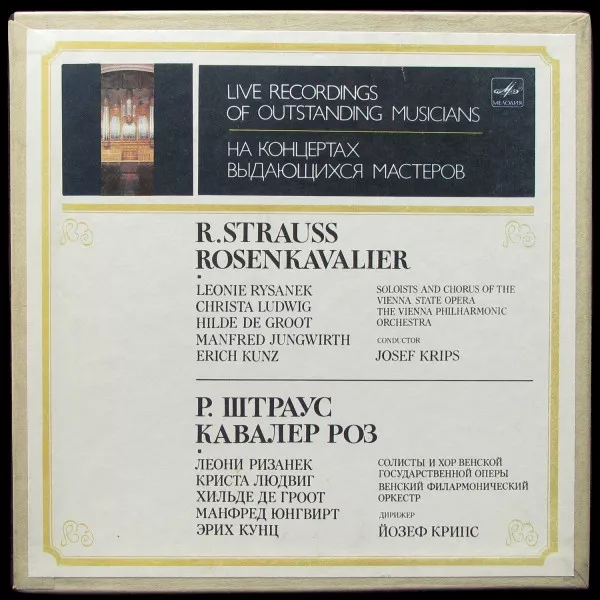 LIVE RECORDINGS
OF OUTSTANDING MUSICIANS
МЕЛОДИЯ
НА КОНЦЕРТАХ
ВЫДАЮЩИХСЯ МАСТЕРОВ
R. STRAUSS
ROSENKAVALIER
LEONIE RYSANEK
CHRISTA LUDWIG
HILDE DE GROOT
MANFRED JUNGWIRTH
ERICH KUNZ
SOLOISTS AND CHORUS OF THE
VIENNA STATE OPERA
THE VIENNA PHILHARMONIC
ORCHESTRA
CONDUCTOR
JOSEF KRIPS
Р. ШТРАУС
КАВАЛЕР РОЗ
ЛЕОНИ РИЗАНЕК
КРИСТА ЛЮДВИГ
ХИЛЬДЕ ДЕ ГРООТ
МАНФРЕД ЮНГВИРТ
ЭРИХ КУНЦ
СОЛИСТЫ И ХОР ВЕНСКОЙ
ГОСУДАРСТВЕННОЙ ОПЕРЫ
ВЕНСКИЙ ФИЛАРМОНИЧЕСКИЙ
ОРКЕСТР
ДИРИЖЕР
ЙОЗЕФ КРИПС